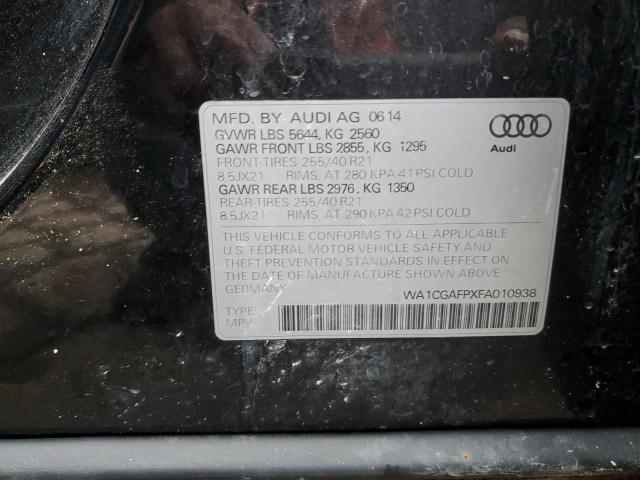 MFD. BY AUDI AG 06 14
GVWR LBS 5644, KG 2560
GAWR FRONT LBS 2855, KG 1295
FRONT-TIRES 255/40 R21
8,5JX21 RIMS, AT 280 KPA 41 PSI COLD
GAWR REAR LBS 2976, KG 1350
REAR-TIRES 255/40 R21
8,5JX21 RIMS, AT 290 KPA 42 PSI COLD
Audi
THIS VEHICLE CONFORMS TO ALL APPLICABLE
U.S. FEDERAL MOTOR VEHICLE SAFETY AND
THEFT PREVENTION STANDARDS IN EFFECT ON
THE DATE OF MANUFACTURE SHOWN ABOVE
GERMANY WA1CGAFPXFA010938
TYPE:
MPV